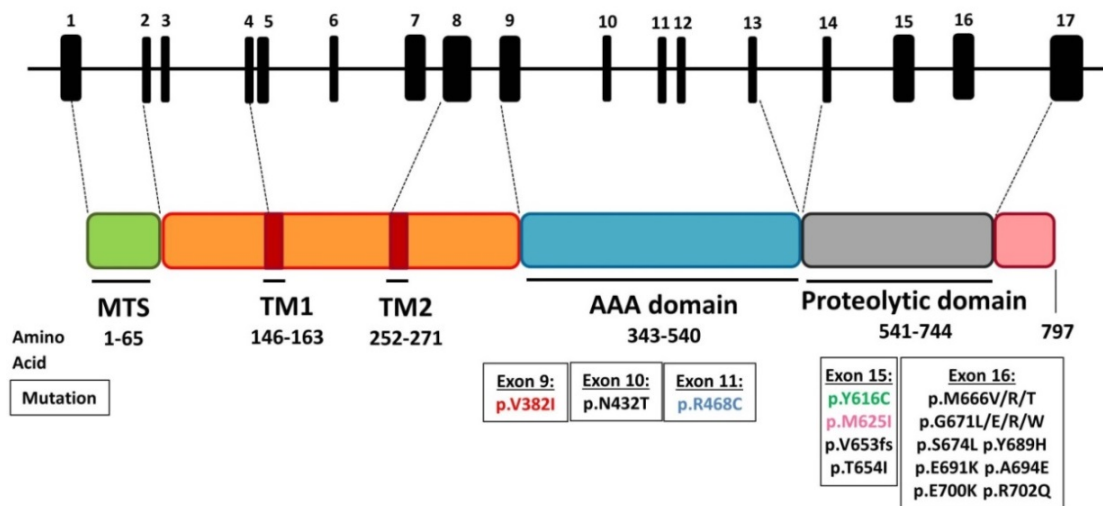 1 2 3 4 5 6 7 8 9 10 11 12 13 14 15 16 17
MTS TM1 TM2 AAA domain Proteolytic domain
Amino Acid 1-65 146-163 252-271 343-540 541-744 797
Mutation
Exon 9:
p.V382I
Exon 10:
p.N432T
Exon 11:
p.R468C
Exon 15:
p.Y616C
p.M625I
p.V653fs
p.T654I
Exon 16:
p.M666V/R/T
p.G671L/E/R/W
p.S674L p.Y689H
p.E691K p.A694E
p.E700K p.R702Q